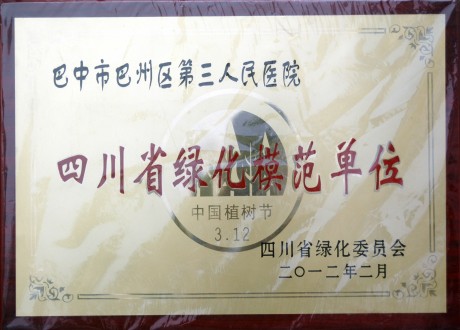 巴中市巴州区第三人民医院
四川省绿化模范单位
中国植树节
3.12
四川省绿化委员会
二〇一二年二月